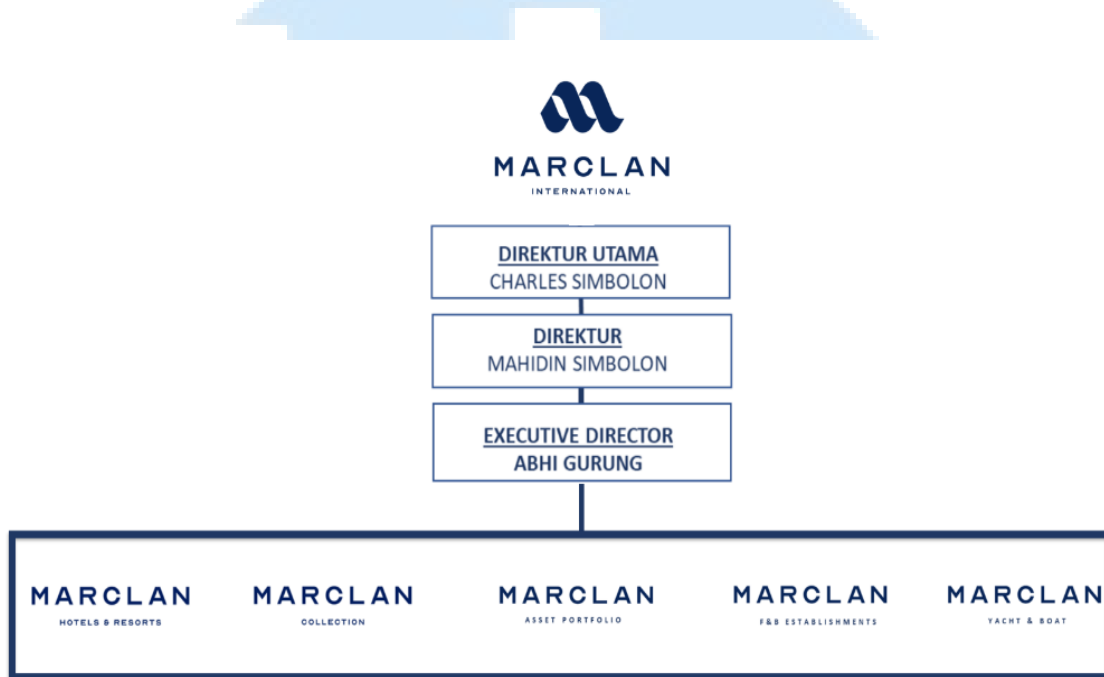 MARCLAN
INTERNATIONAL
DIREKTUR UTAMA
CHARLES SIMBOLON
DIREKTUR
MAHIDIN SIMBOLON
EXECUTIVE DIRECTOR
ABHI GURUNG
MARCLAN
HOTELS & RESORTS
MARCLAN
COLLECTION
MARCLAN
ASSET PORTFOLIO
MARCLAN
F&B ESTABLISHMENTS
MARCLAN
YACHT & BOAT